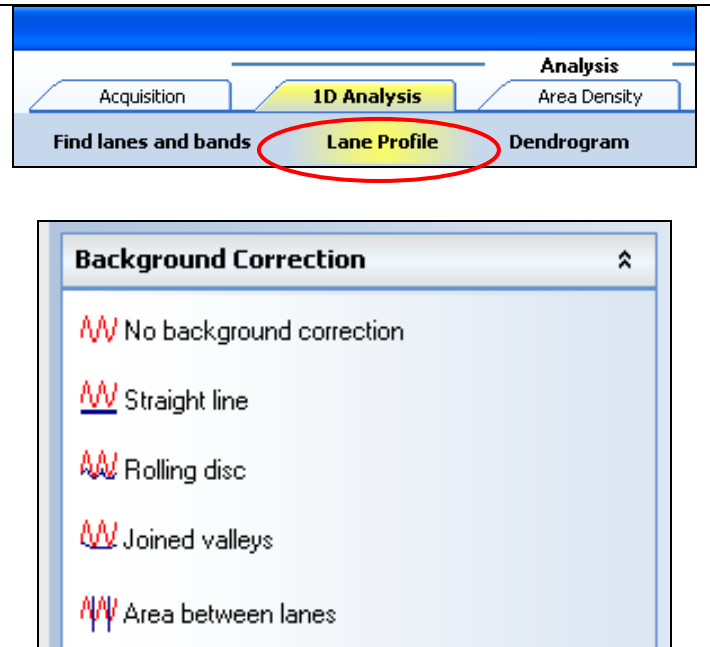 Analysis
Acquisition 1D Analysis Area Density
Find lanes and bands Lane Profile Dendrogram
Background Correction
No background correction
Straight line
Rolling disc
Joined valleys
Area between lanes